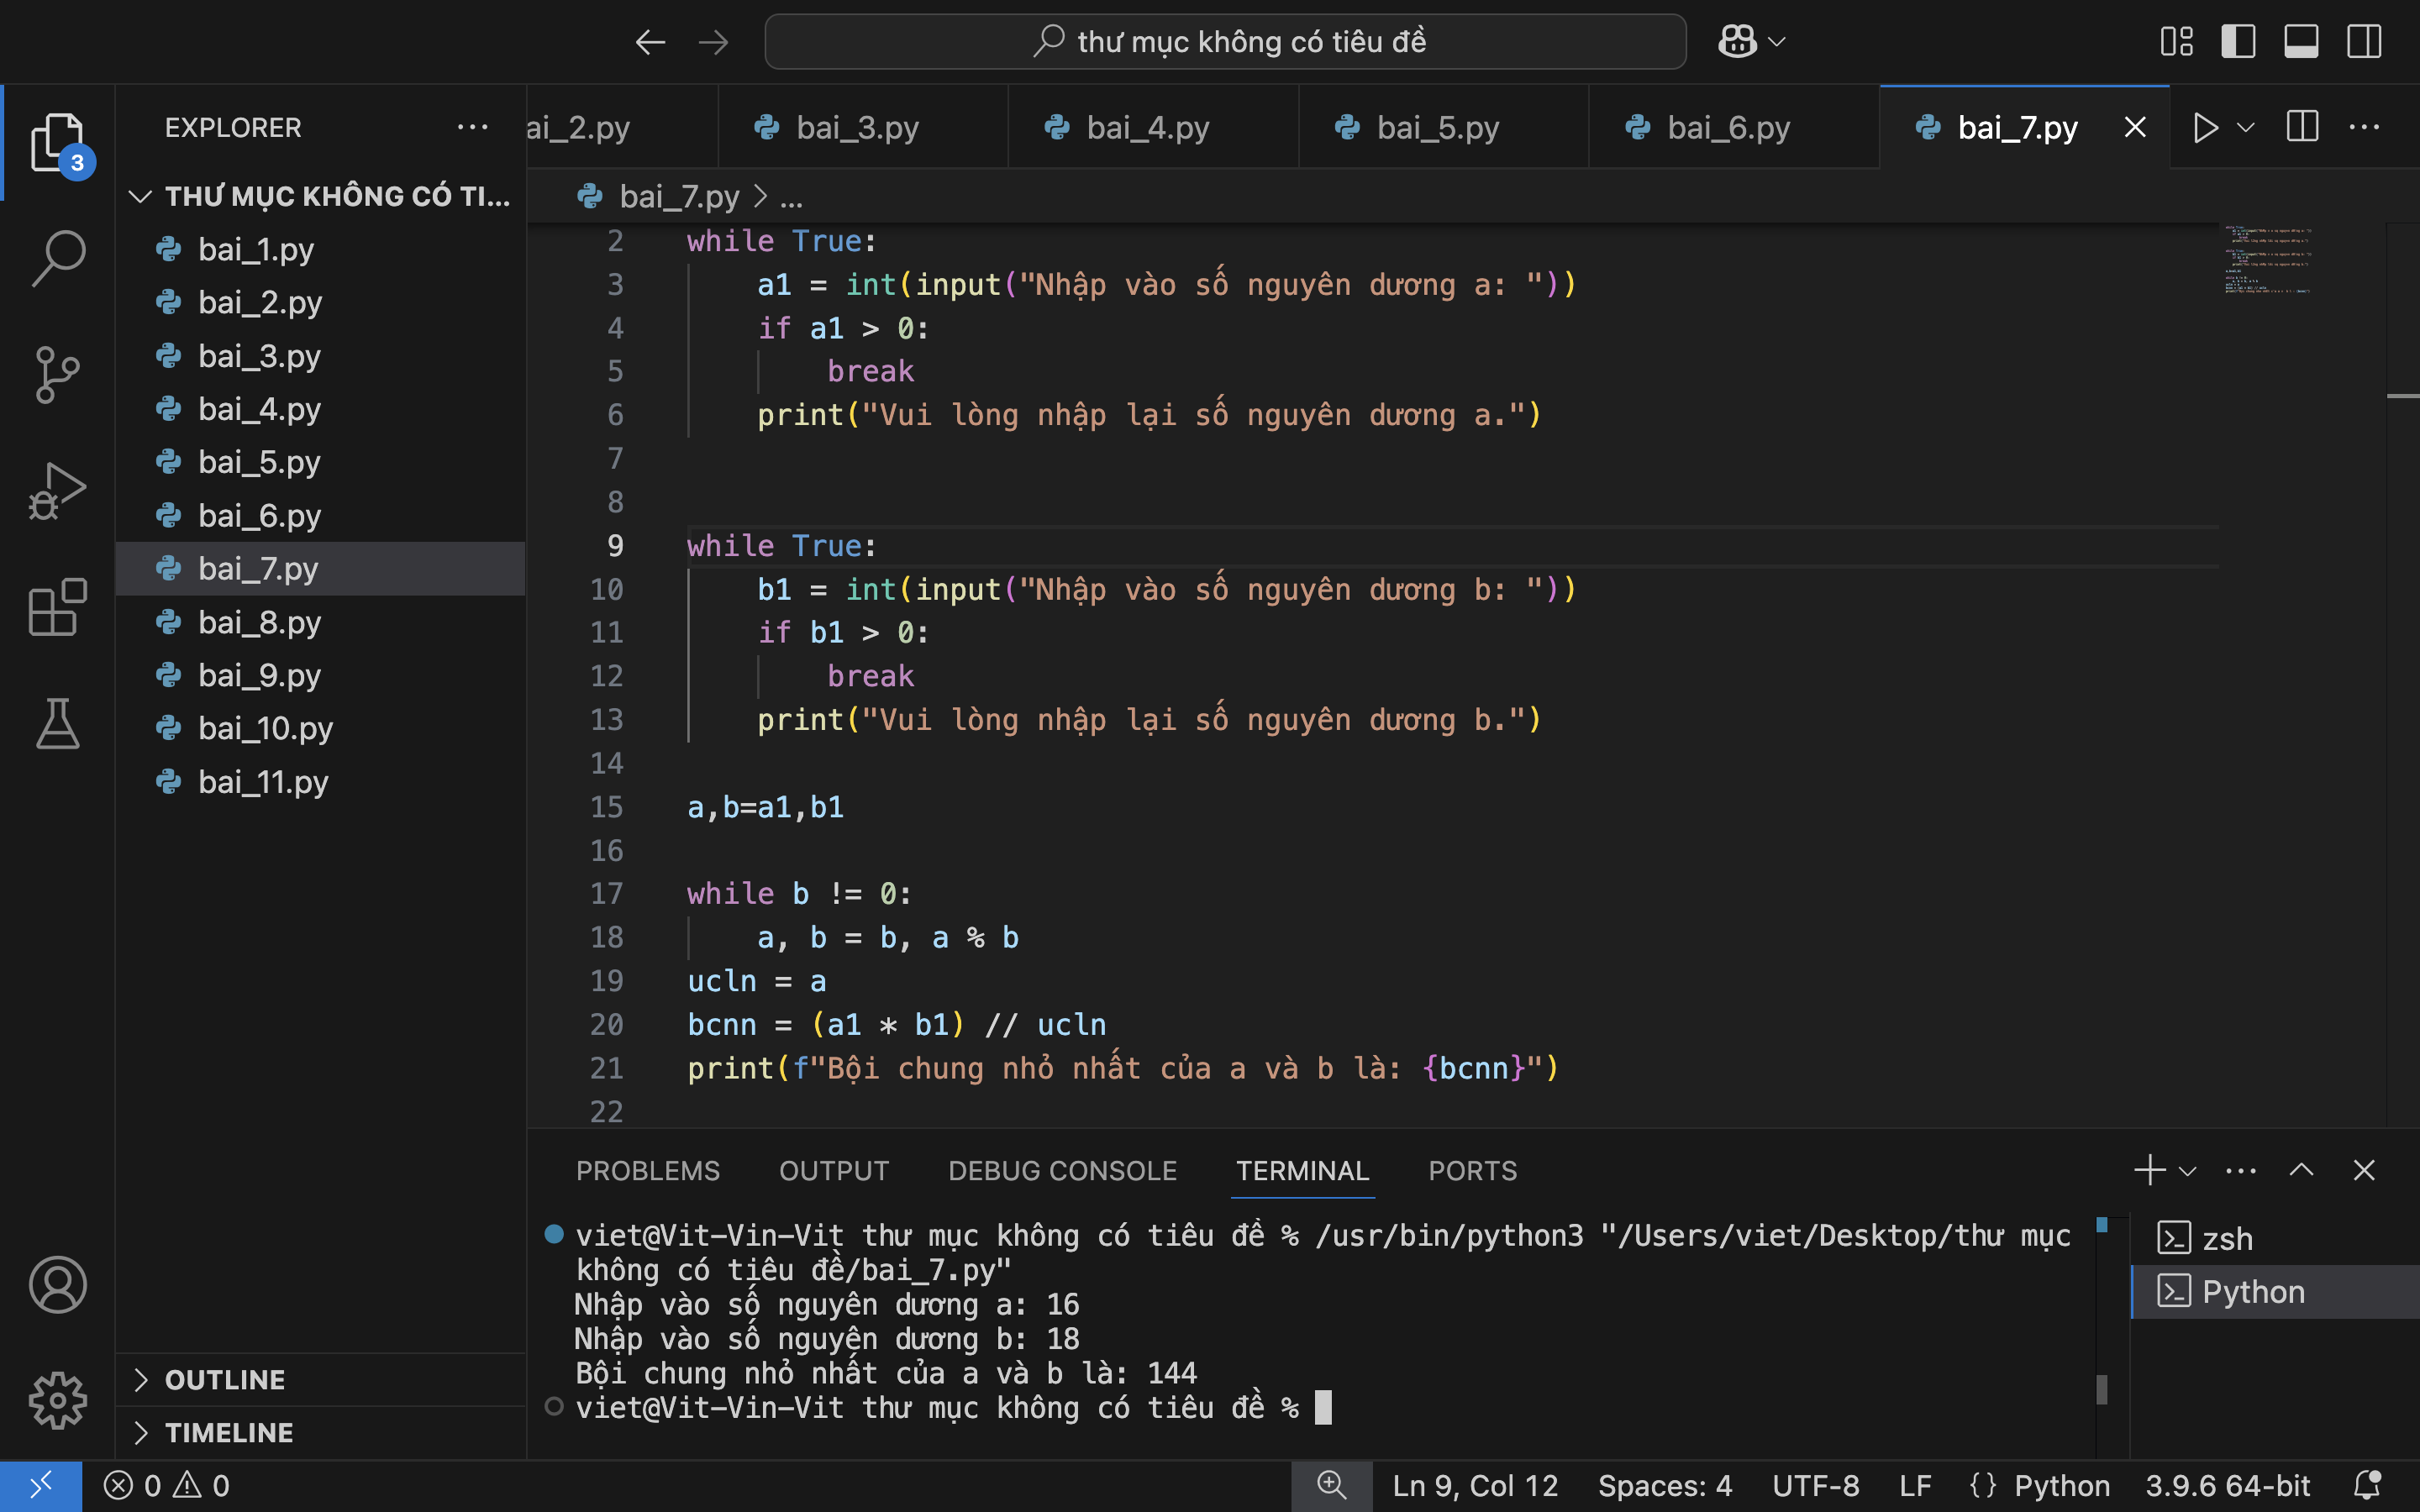 thư mục không có tiêu đề
EXPLORER
3
THƯ MỤC KHÔNG CÓ TI...
bai_1.py
bai_2.py
bai_3.py
bai_4.py
bai_5.py
bai_6.py
bai_7.py
bai_8.py
bai_9.py
bai_10.py
bai_11.py
OUTLINE
TIMELINE
ai_2.py bai_3.py bai_4.py bai_5.py bai_6.py bai_7.py
bai_7.py > ...
2 while True:
3 a1 = int(input("Nhập vào số nguyên dương a: "))
4 if a1 > 0:
5 break
6 print("Vui lòng nhập lại số nguyên dương a.")
7
8
9 while True:
10 b1 = int(input("Nhập vào số nguyên dương b: "))
11 if b1 > 0:
12 break
13 print("Vui lòng nhập lại số nguyên dương b.")
14
15 a,b=a1,b1
16
17 while b != 0:
18 a, b = b, a % b
19 ucln = a
20 bcnn = (a1 * b1) // ucln
21 print(f"Bội chung nhỏ nhất của a và b là: {bcnn}")
22
PROBLEMS OUTPUT DEBUG CONSOLE TERMINAL PORTS
viet@Vit-Vin-Vit thư mục không có tiêu đề % /usr/bin/python3 "/Users/viet/Desktop/thư mục
không có tiêu đề/bai_7.py"
Nhập vào số nguyên dương a: 16
Nhập vào số nguyên dương b: 18
Bội chung nhỏ nhất của a và b là: 144
viet@Vit-Vin-Vit thư mục không có tiêu đề %
zsh
Python
0 0 Ln 9, Col 12 Spaces: 4 UTF-8 LF {} Python 3.9.6 64-bit